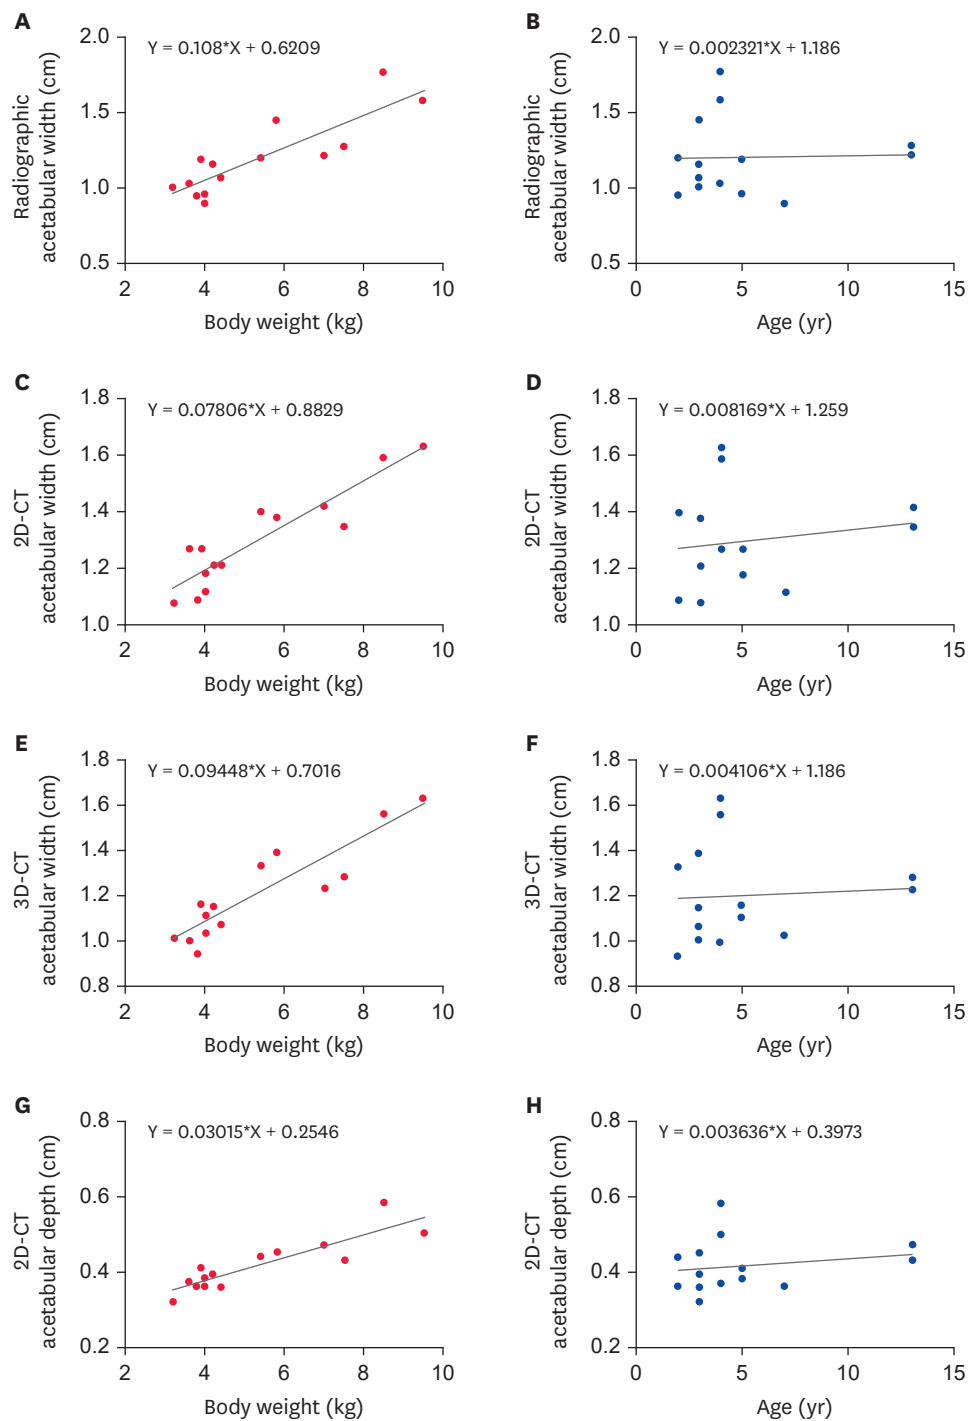 A
Y = 0.108*X + 0.6209
Radiographic
acetabular width (cm)
2.0
1.5
1.0
0.5
2 4 6 8 10
Body weight (kg)
B
Y = 0.002321*X + 1.186
Radiographic
acetabular width (cm)
2.0
1.5
1.0
0.5
0 5 10 15
Age (yr)
C
Y = 0.07806*X + 0.8829
2D-CT
acetabular width (cm)
1.8
1.6
1.4
1.2
1.0
2 4 6 8 10
Body weight (kg)
D
Y = 0.008169*X + 1.259
2D-CT
acetabular width (cm)
1.8
1.6
1.4
1.2
1.0
0 5 10 15
Age (yr)
E
Y = 0.09448*X + 0.7016
3D-CT
acetabular width (cm)
1.8
1.6
1.4
1.2
1.0
0.8
2 4 6 8 10
Body weight (kg)
F
Y = 0.004106*X + 1.186
3D-CT
acetabular width (cm)
1.8
1.6
1.4
1.2
1.0
0.8
0 5 10 15
Age (yr)
G
Y = 0.03015*X + 0.2546
2D-CT
acetabular depth (cm)
0.8
0.6
0.4
0.2
2 4 6 8 10
Body weight (kg)
H
Y = 0.003636*X + 0.3973
2D-CT
acetabular depth (cm)
0.8
0.6
0.4
0.2
0 5 10 15
Age (yr)